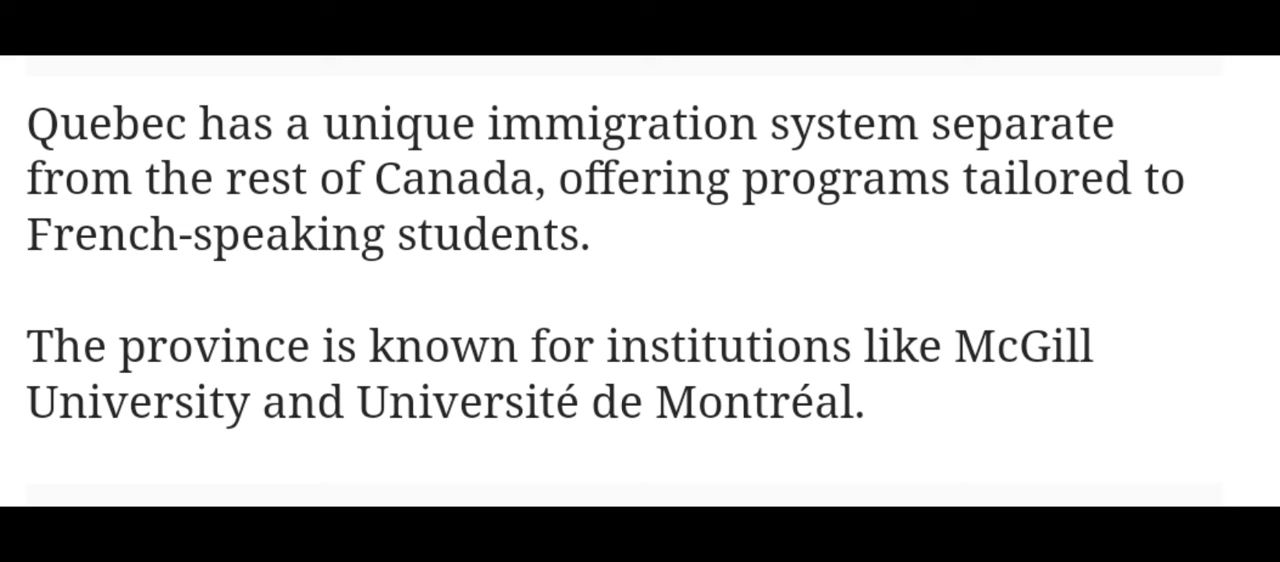 Quebec has a unique immigration system separate
from the rest of Canada, offering programs tailored to
French-speaking students.
The province is known for institutions like McGill
University and Université de Montréal.